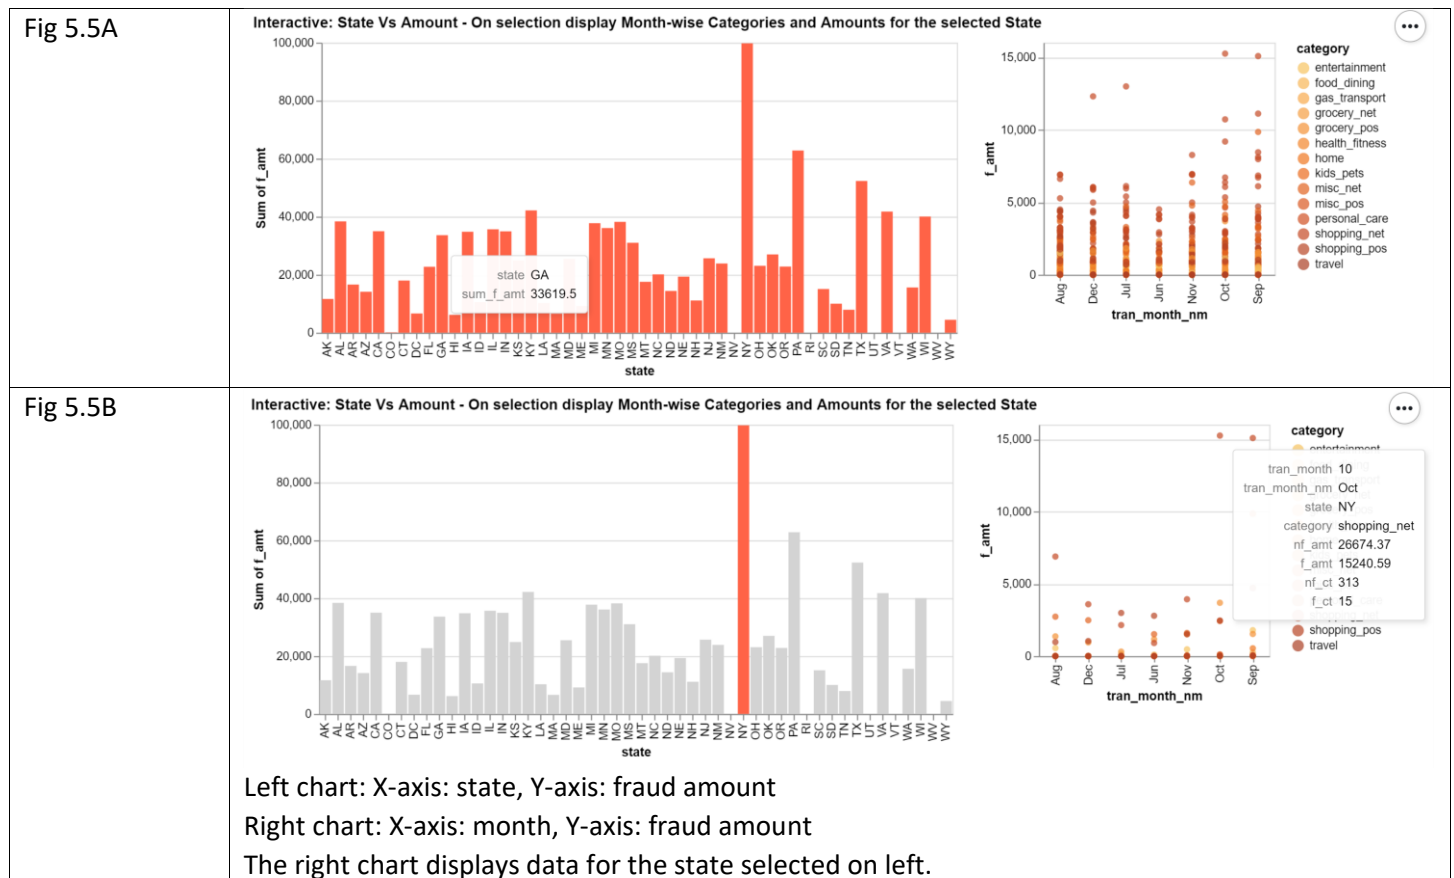 Fig 5.5A
Interactive: State Vs Amount - On selection display Month-wise Categories and Amounts for the selected State
100,000
80,000
60,000
40,000
20,000
0
Sum of f_amt
state GA
sum_f_amt 33619.5
AK AL AR AZ CA CO CT DC FL GA HI IA ID IL IN KS KY LA MA MD ME MI MN MO MS MT NC ND NE NH NJ NM NV NY OH OK OR PA RI SC SD TN TX UT VA VT WA WI WV WY
state
15,000
10,000
5,000
0
f_amt
Aug Dec Jul Jun Nov Oct Sep
tran_month_nm
category
entertainment
food_dining
gas_transport
grocery_net
grocery_pos
health_fitness
home
kids_pets
misc_net
misc_pos
personal_care
shopping_net
shopping_pos
travel
Fig 5.5B
Interactive: State Vs Amount - On selection display Month-wise Categories and Amounts for the selected State
100,000
80,000
60,000
40,000
20,000
0
Sum of f_amt
AK AL AR AZ CA CO CT DC FL GA HI IA ID IL IN KS KY LA MA MD ME MI MN MO MS MT NC ND NE NH NJ NM NV NY OH OK OR PA RI SC SD TN TX UT VA VT WA WI WV WY
state
15,000
10,000
5,000
0
f_amt
Aug Dec Jul Jun Nov Oct Sep
tran_month_nm
category
entertainment
tran_month 10
tran_month_nm Oct
state NY
category shopping_net
nf_amt 26674.37
f_amt 15240.59
nf_ct 313
f_ct 15
shopping_pos
travel
Left chart: X-axis: state, Y-axis: fraud amount
Right chart: X-axis: month, Y-axis: fraud amount
The right chart displays data for the state selected on left.